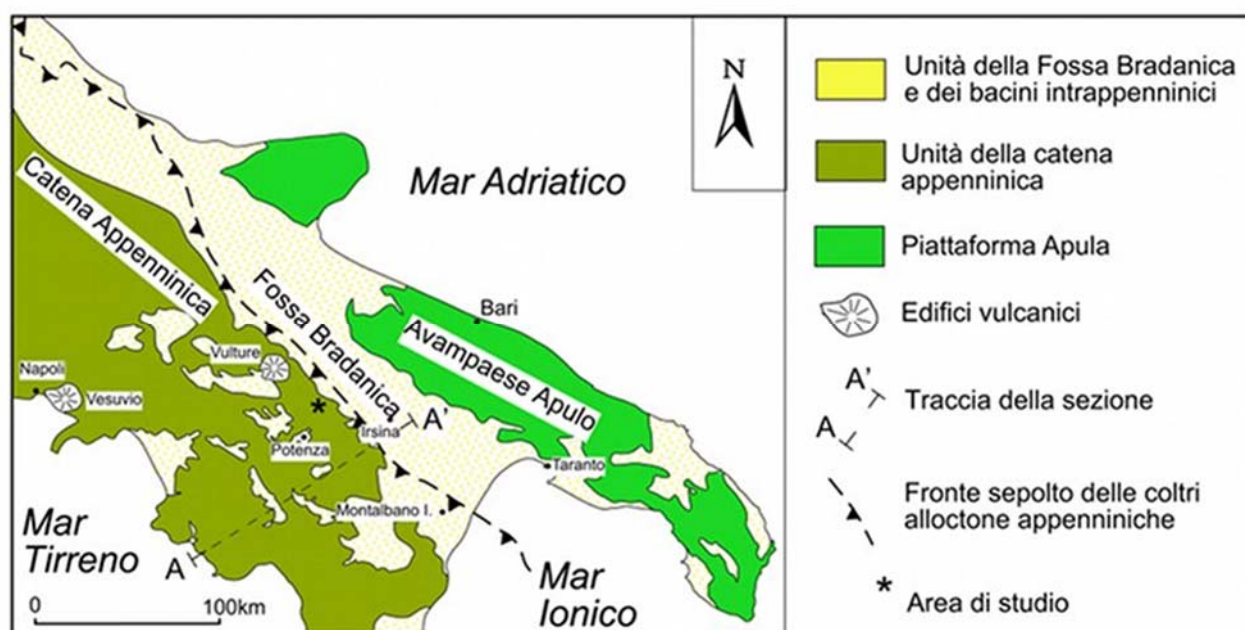 N
Mar Adriatico
Catena Appenninica
Fossa Bradanica
Bari
Avampaese Apulo
Vulture
Napoli
Vesuvio
A'
Irsina
Potenza
Taranto
Montalbano I.
Mar
Tirreno
A
Mar
Ionico
0
100km
Unità della Fossa Bradanica
e dei bacini intrappenninici
Unità della catena
appenninica
Piattaforma Apula
Edifici vulcanici
A'
Traccia della sezione
A
Fronte sepolto delle coltri
alloctone appenniniche
* Area di studio